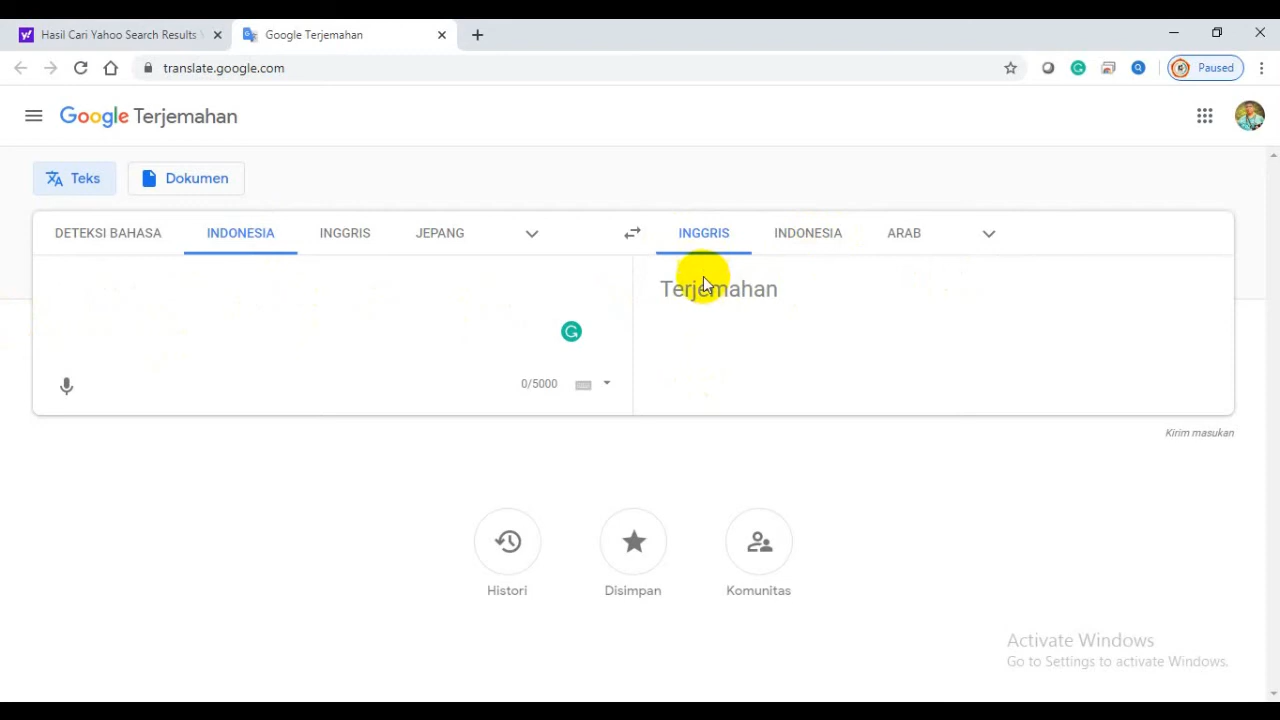 Hasil Cari Yahoo Search Results
Google Terjemahan
translate.google.com
Paused
Google Terjemahan
Teks
Dokumen
DETEKSI BAHASA
INDONESIA
INGGRIS
JEPANG
INGGRIS
INDONESIA
ARAB
Terjemahan
0/5000
Kirim masukan
Histori
Disimpan
Komunitas
Activate Windows
Go to Settings to activate Windows.